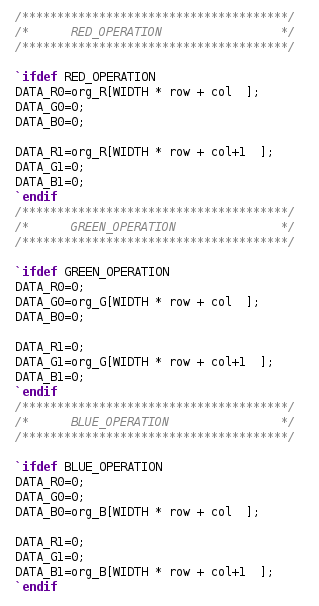 /**************************************/
/*      RED_OPERATION                 */
/**************************************/

`ifdef RED_OPERATION
DATA_R0=org_R[WIDTH * row + col  ];
DATA_G0=0;
DATA_B0=0;

DATA_R1=org_R[WIDTH * row + col+1  ];
DATA_G1=0;
DATA_B1=0;
`endif
/**************************************/
/*      GREEN_OPERATION               */
/**************************************/

`ifdef GREEN_OPERATION
DATA_R0=0;
DATA_G0=org_G[WIDTH * row + col  ];
DATA_B0=0;

DATA_R1=0;
DATA_G1=org_G[WIDTH * row + col+1  ];
DATA_B1=0;
`endif
/**************************************/
/*      BLUE_OPERATION                */
/**************************************/

`ifdef BLUE_OPERATION
DATA_R0=0;
DATA_G0=0;
DATA_B0=org_B[WIDTH * row + col  ];

DATA_R1=0;
DATA_G1=0;
DATA_B1=org_B[WIDTH * row + col+1  ];
`endif